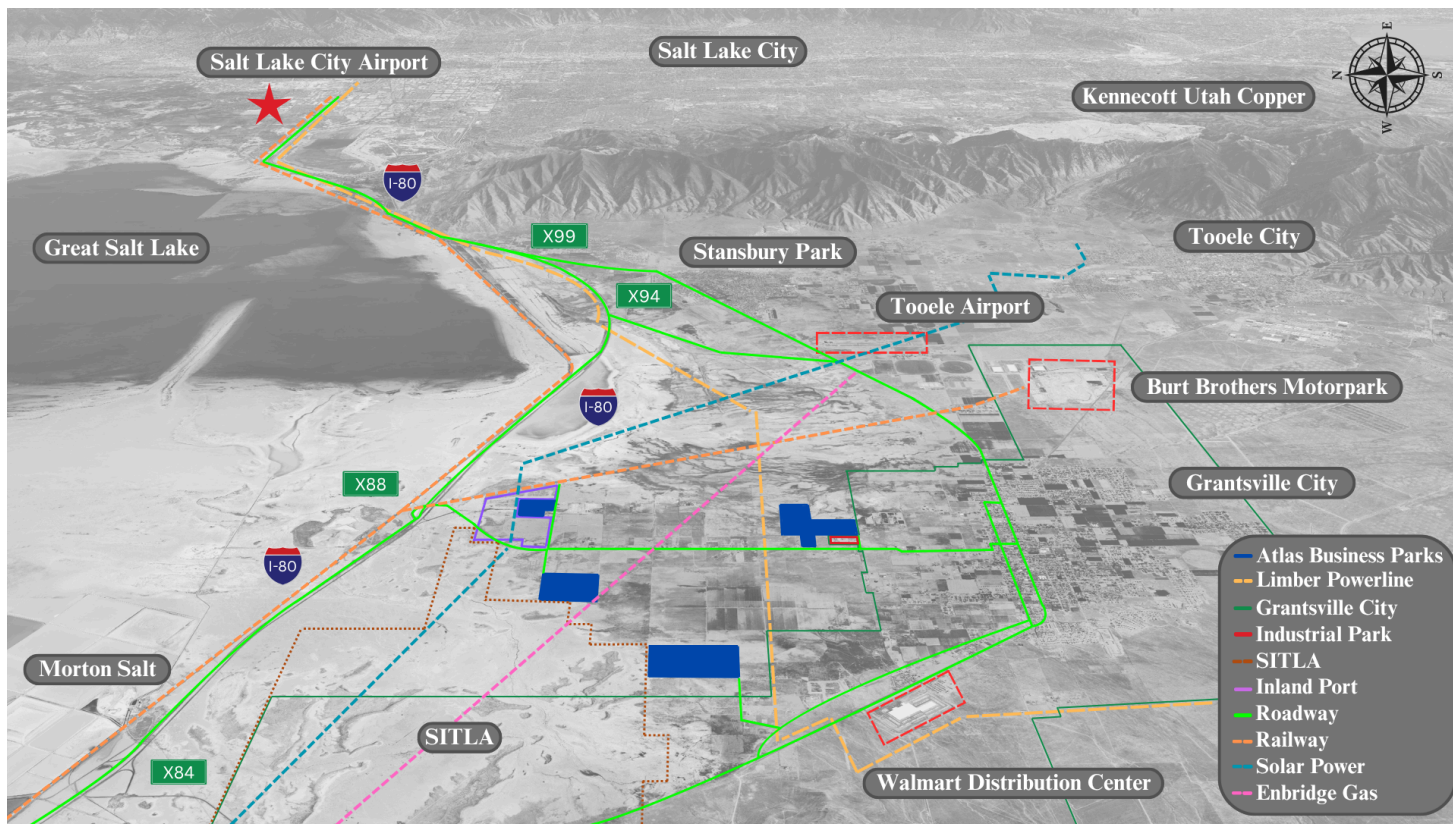 Salt Lake City Airport
Salt Lake City
Kennecott Utah Copper
E
N
S
W
I-80
Great Salt Lake
X99
Stansbury Park
Tooele City
X94
Tooele Airport
Burt Brothers Motorpark
I-80
X88
Grantsville City
I-80
Morton Salt
SITLA
X84
Walmart Distribution Center
Atlas Business Parks
Limber Powerline
Grantsville City
Industrial Park
SITLA
Inland Port
Roadway
Railway
Solar Power
Enbridge Gas